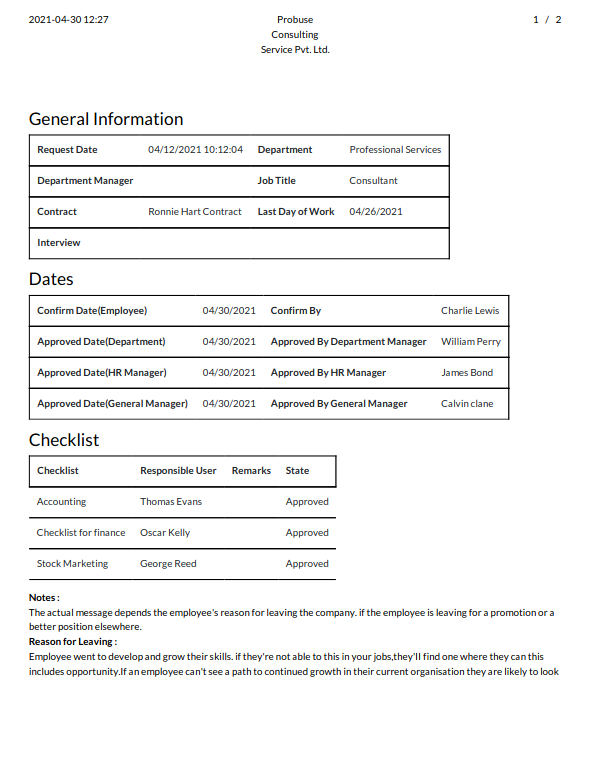 2021-04-30 12:27
Probuse
Consulting
Service Pvt. Ltd.
1 / 2
General Information
Request Date 04/12/2021 10:12:04 Department Professional Services
Department Manager Job Title Consultant
Contract Ronnie Hart Contract Last Day of Work 04/26/2021
Interview
Dates
Confirm Date(Employee) 04/30/2021 Confirm By Charlie Lewis
Approved Date(Department) 04/30/2021 Approved By Department Manager William Perry
Approved Date(HR Manager) 04/30/2021 Approved By HR Manager James Bond
Approved Date(General Manager) 04/30/2021 Approved By General Manager Calvin clane
Checklist
Checklist Responsible User Remarks State
Accounting Thomas Evans Approved
Checklist for finance Oscar Kelly Approved
Stock Marketing George Reed Approved
Notes :
The actual message depends the employee's reason for leaving the company. if the employee is leaving for a promotion or a
better position elsewhere.
Reason for Leaving :
Employee went to develop and grow their skills. if they're not able to this in your jobs,they'll find one where they can this
includes opportunity.If an employee can't see a path to continued growth in their current organisation they are likely to look